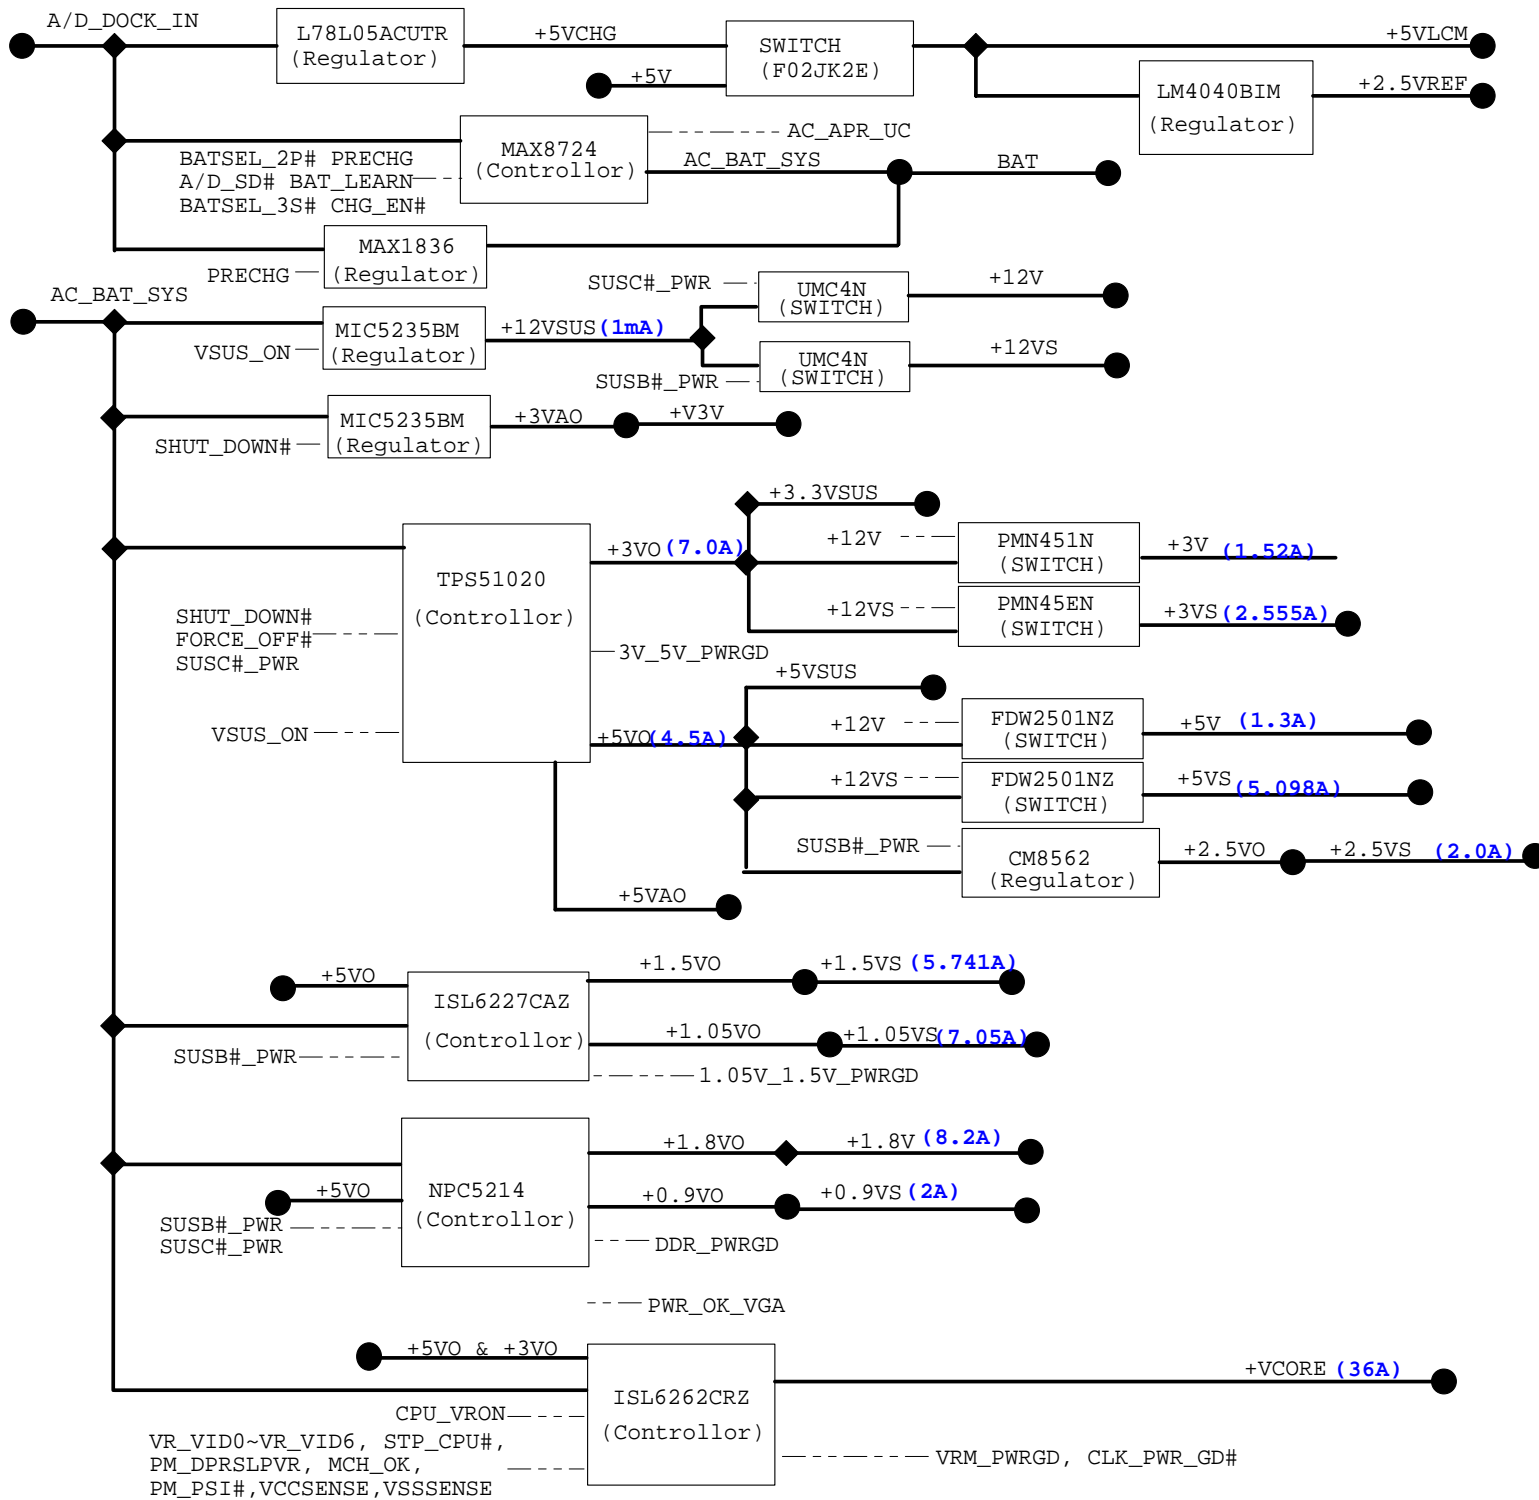 A/D_DOCK_IN
L78L05ACUTR
(Regulator)
+5VCHG
+5V
SWITCH
(F02JK2E)
+5VLCM
LM4040BIM
(Regulator)
+2.5VREF
BATSEL_2P# PRECHG
A/D_SD# BAT_LEARN
BATSEL_3S# CHG_EN#
MAX8724
(Controllor)
AC_APR_UC
AC_BAT_SYS
BAT
PRECHG
MAX1836
(Regulator)
AC_BAT_SYS
VSUS_ON
MIC5235BM
(Regulator)
+12VSUS (1mA)
SUSC#_PWR
UMC4N
(SWITCH)
+12V
SUSB#_PWR
UMC4N
(SWITCH)
+12VS
SHUT_DOWN#
MIC5235BM
(Regulator)
+3VAO
+V3V
TPS51020
(Controllor)
SHUT_DOWN#
FORCE_OFF#
SUSC#_PWR
VSUS_ON
+3VO (7.0A)
+3.3VSUS
+12V
PMN451N
(SWITCH)
+3V (1.52A)
+12VS
PMN45EN
(SWITCH)
+3VS (2.555A)
3V_5V_PWRGD
+5VO (4.5A)
+5VSUS
+12V
FDW2501NZ
(SWITCH)
+5V (1.3A)
+12VS
FDW2501NZ
(SWITCH)
+5VS (5.098A)
SUSB#_PWR
CM8562
(Regulator)
+2.5VO
+2.5VS (2.0A)
+5VAO
+5VO
SUSB#_PWR
ISL6227CAZ
(Controllor)
+1.5VO
+1.5VS (5.741A)
+1.05VO
+1.05VS (7.05A)
1.05V_1.5V_PWRGD
+5VO
SUSB#_PWR
SUSC#_PWR
NPC5214
(Controllor)
+1.8VO
+1.8V (8.2A)
+0.9VO
+0.9VS (2A)
DDR_PWRGD
PWR_OK_VGA
+5VO & +3VO
CPU_VRON
VR_VID0~VR_VID6, STP_CPU#,
PM_DPRSLPVR, MCH_OK,
PM_PSI#,VCCSENSE,VSSSENSE
ISL6262CRZ
(Controllor)
+VCORE (36A)
VRM_PWRGD, CLK_PWR_GD#